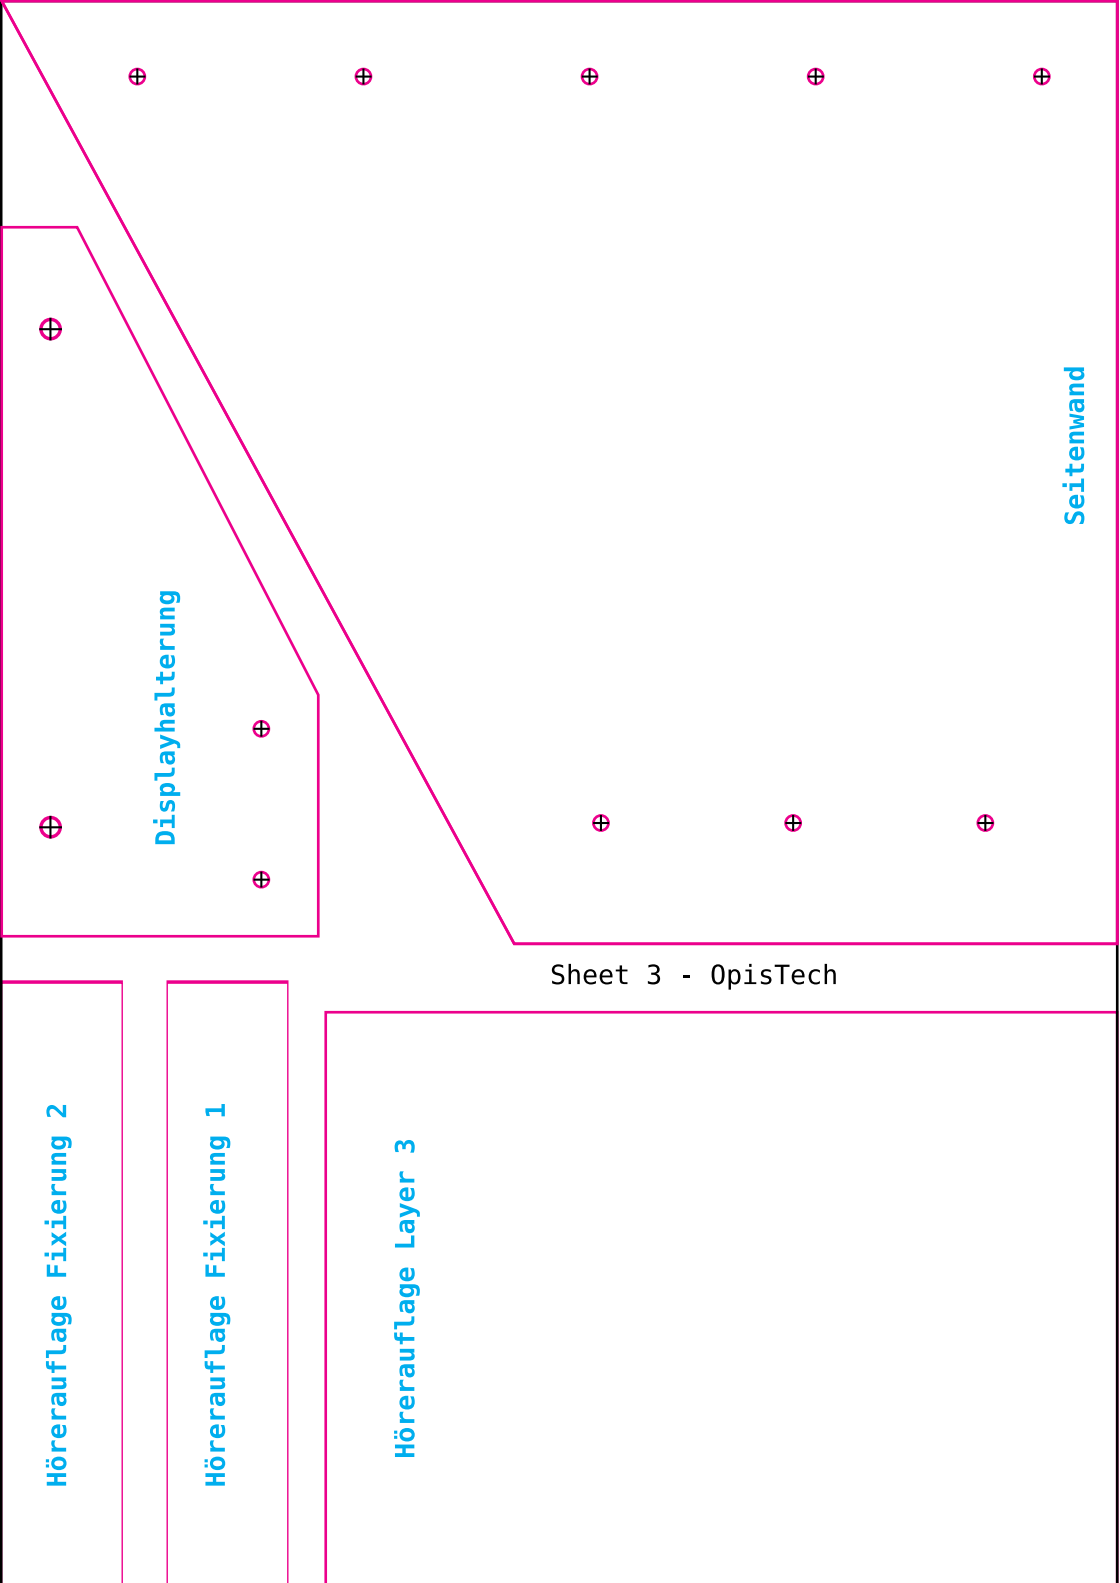 Seitenwand
Displayhalterung
Sheet 3 - OpisTech
Hörerauflage Fixierung 2
Hörerauflage Fixierung 1
Hörerauflage Layer 3